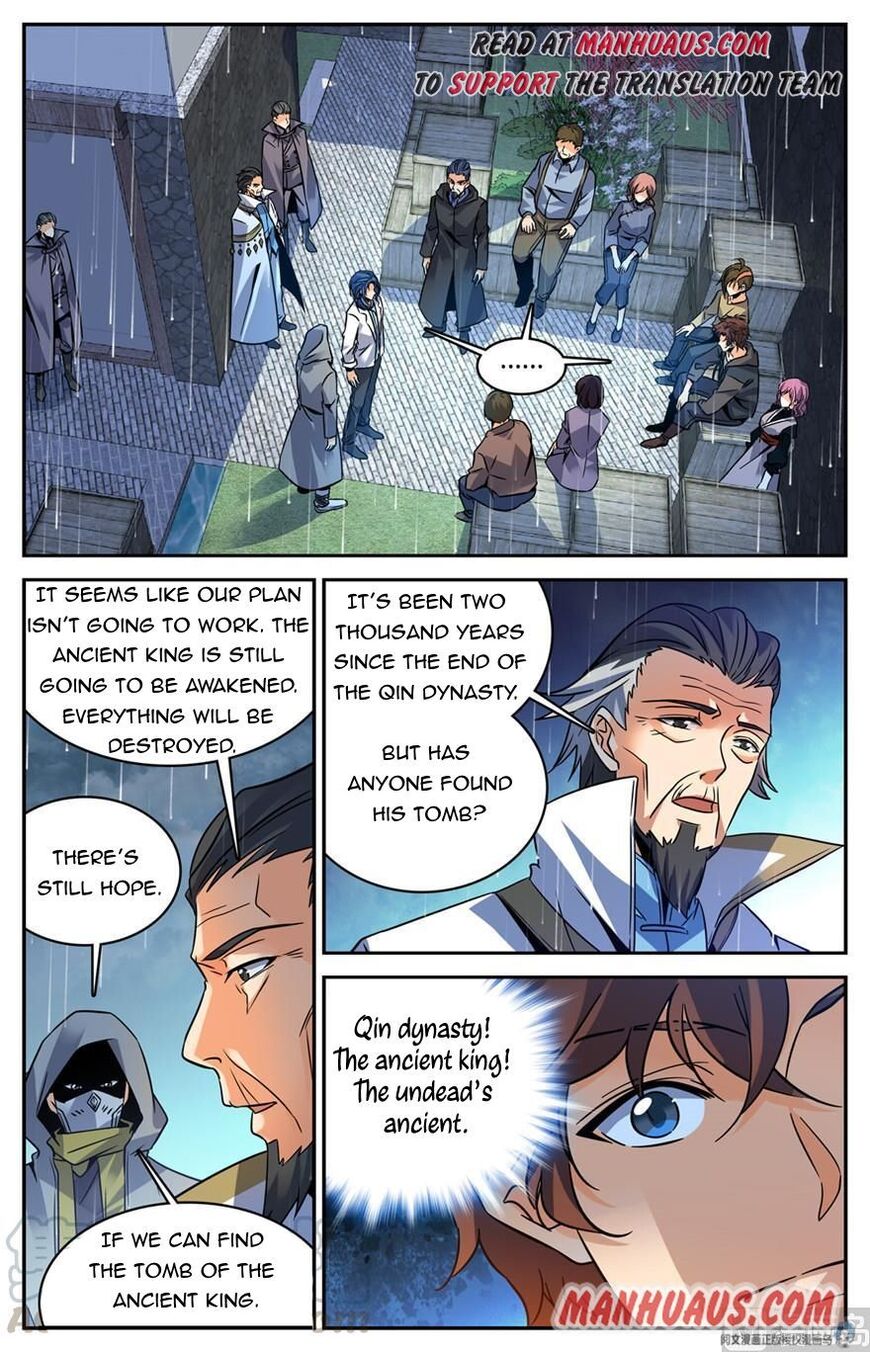 READ AT MANHUAUS.COM
TO SUPPORT THE TRANSLATION TEAM
......
IT SEEMS LIKE OUR PLAN
ISN'T GOING TO WORK. THE
ANCIENT KING IS STILL
GOING TO BE AWAKENED.
EVERYTHING WILL BE
DESTROYED.
THERE'S
STILL HOPE.
IF WE CAN FIND
THE TOMB OF THE
ANCIENT KING.
IT'S BEEN TWO
THOUSAND YEARS
SINCE THE END OF
THE QIN DYNASTY.
BUT HAS
ANYONE FOUND
HIS TOMB?
Qin dynasty!
The ancient king!
The undead's
ancient.
MANHUAUS.COM